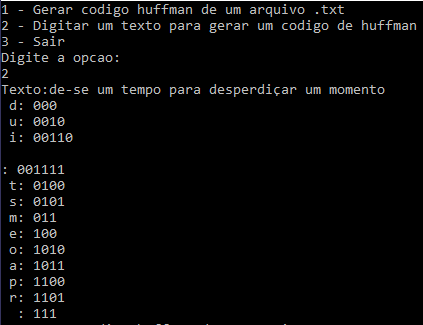 1 - Gerar codigo huffman de um arquivo .txt
2 - Digitar um texto para gerar um codigo de huffman
3 - Sair
Digite a opcao:
2
Texto:de-se um tempo para desperdiçar um momento
d: 000
u: 0010
i: 00110
: 001111
t: 0100
s: 0101
m: 011
e: 100
o: 1010
a: 1011
p: 1100
r: 1101
: 111